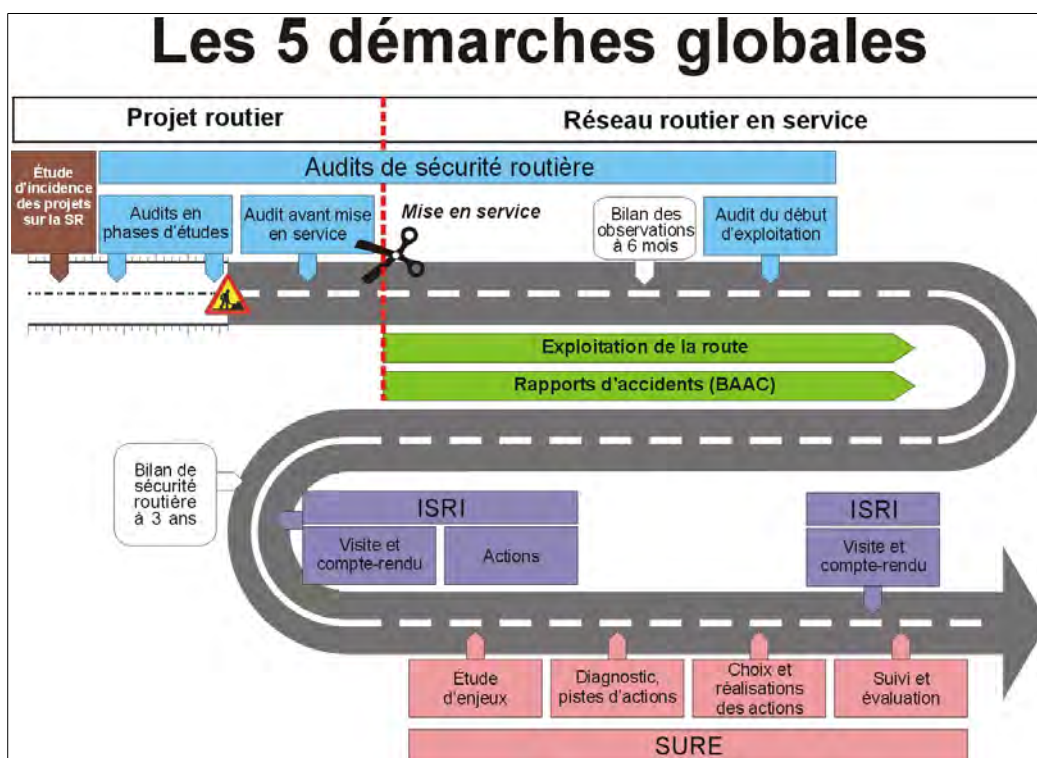 Les 5 démarches globales
Projet routier
Réseau routier en service
Étude
d'incidence
des projets
sur la SR
Audits de sécurité routière
Audits en
phases d'études
Audit avant mise
en service
Mise en service
Bilan des
observations
à 6 mois
Audit du début
d'exploitation
Exploitation de la route
Rapports d'accidents (BAAC)
Bilan de
sécurité
routière
à 3 ans
ISRI
Visite et
compte-rendu
Actions
ISRI
Visite et
compte-rendu
Étude
d'enjeux
Diagnostic,
pistes d'actions
Choix et
réalisations
des actions
Suivi et
évaluation
SURE